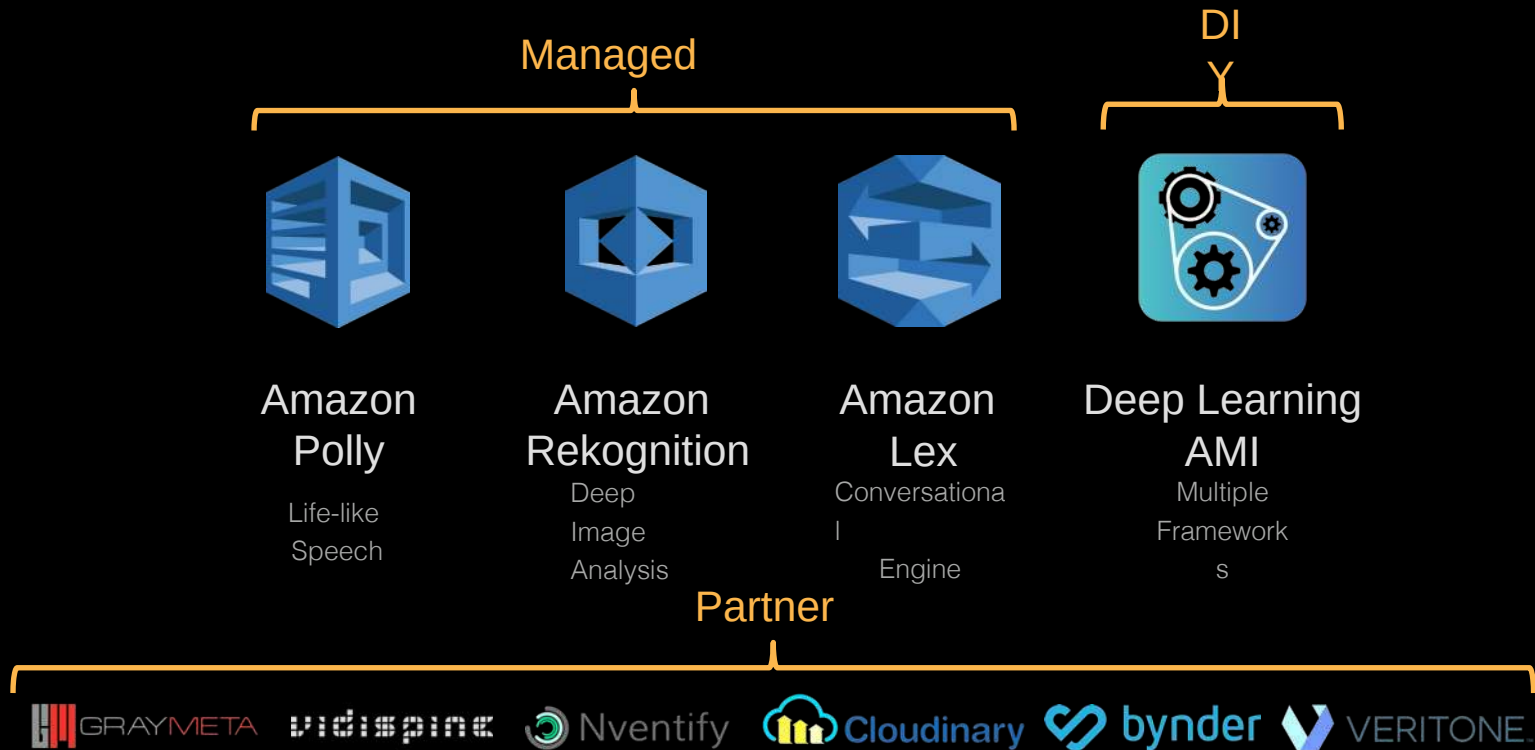 Managed
DI
Y
Amazon
Polly
Life-like
Speech
Amazon
Rekognition
Deep
Image
Analysis
Amazon
Lex
Conversationa
l
Engine
Deep Learning
AMI
Multiple
Framework
s
Partner
GRAYMETA
vidispine
Nventify
Cloudinary
bynder
VERITONE